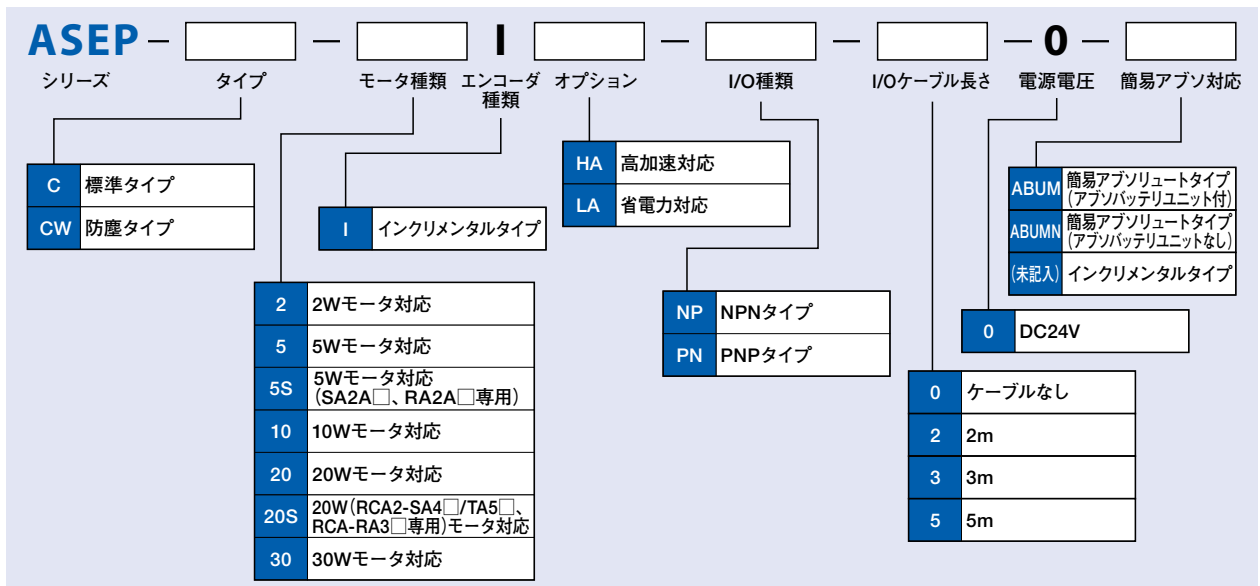 ASEP − □ − □ I □ − □ − □ − 0 − □
シリーズ タイプ モータ種類 エンコーダ種類 オプション I/O種類 I/Oケーブル長さ 電源電圧 簡易アブソ対応
C 標準タイプ
CW 防塵タイプ
2 2Wモータ対応
5 5Wモータ対応
5S 5Wモータ対応
(SA2A□、RA2A□専用)
10 10Wモータ対応
20 20Wモータ対応
20S 20W(RCA2-SA4□/TA5□、
RCA-RA3□専用)モータ対応
30 30Wモータ対応
I インクリメンタルタイプ
HA 高加速対応
LA 省電力対応
NP NPNタイプ
PN PNPタイプ
0 ケーブルなし
2 2m
3 3m
5 5m
0 DC24V
ABUM 簡易アブソリュートタイプ
(アブソバッテリユニット付)
ABUMN 簡易アブソリュートタイプ
(アブソバッテリユニットなし)
(未記入) インクリメンタルタイプ